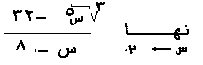 نهـــا ∛س٥ − ٣٢
س ← ٢ س − ٨